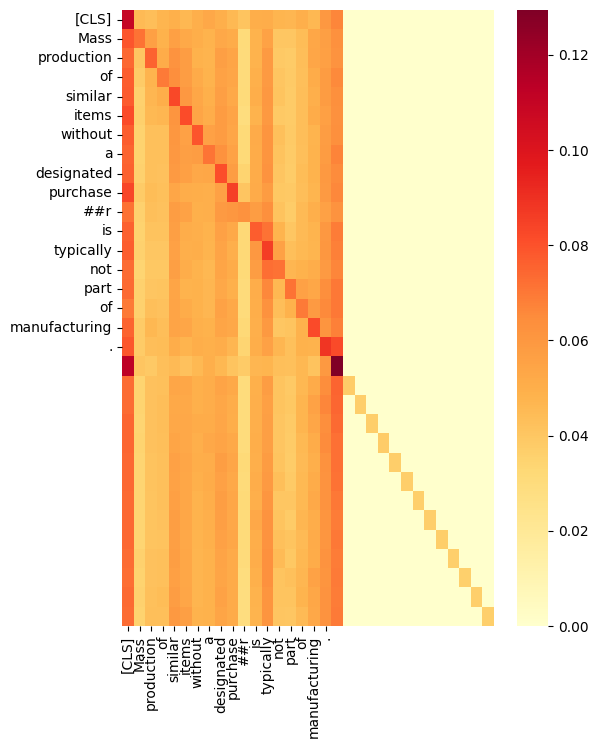 [CLS]
Mass
production
of
similar
items
without
a
designated
purchase
##r
is
typically
not
part
of
manufacturing
.
0.12
0.10
0.08
0.06
0.04
0.02
0.00
[CLS]
Mass
production
of
similar
items
without
a
designated
purchase
##r
is
typically
not
part
of
manufacturing
.